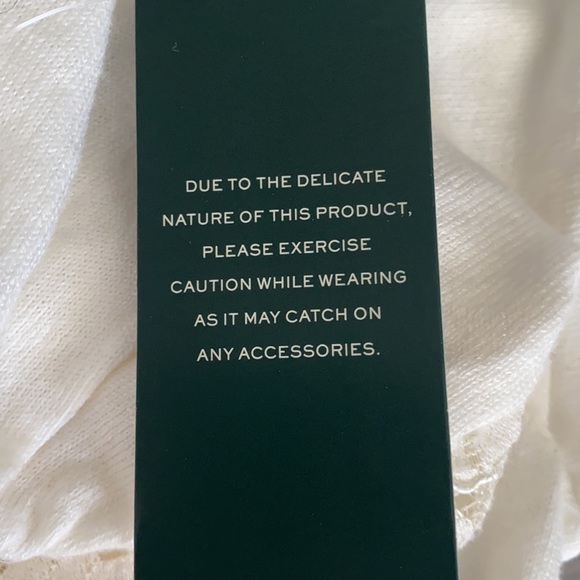 DUE TO THE DELICATE
NATURE OF THIS PRODUCT,
PLEASE EXERCISE
CAUTION WHILE WEARING
AS IT MAY CATCH ON
ANY ACCESSORIES.